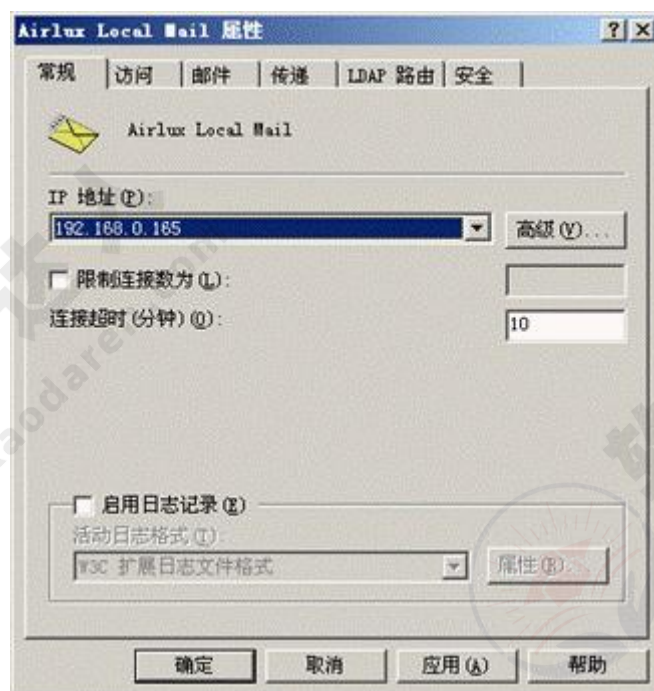 Airlux Local Mail 属性
常规 访问 邮件 传递 LDAP 路由 安全
Airlux Local Mail
IP 地址(P):
192.168.0.165 高级(V)...
限制连接数为(L):
连接超时(分钟)(O): 10
启用日志记录(E)
活动日志格式(T):
W3C 扩展日志文件格式 属性(R)...
确定 取消 应用(A) 帮助